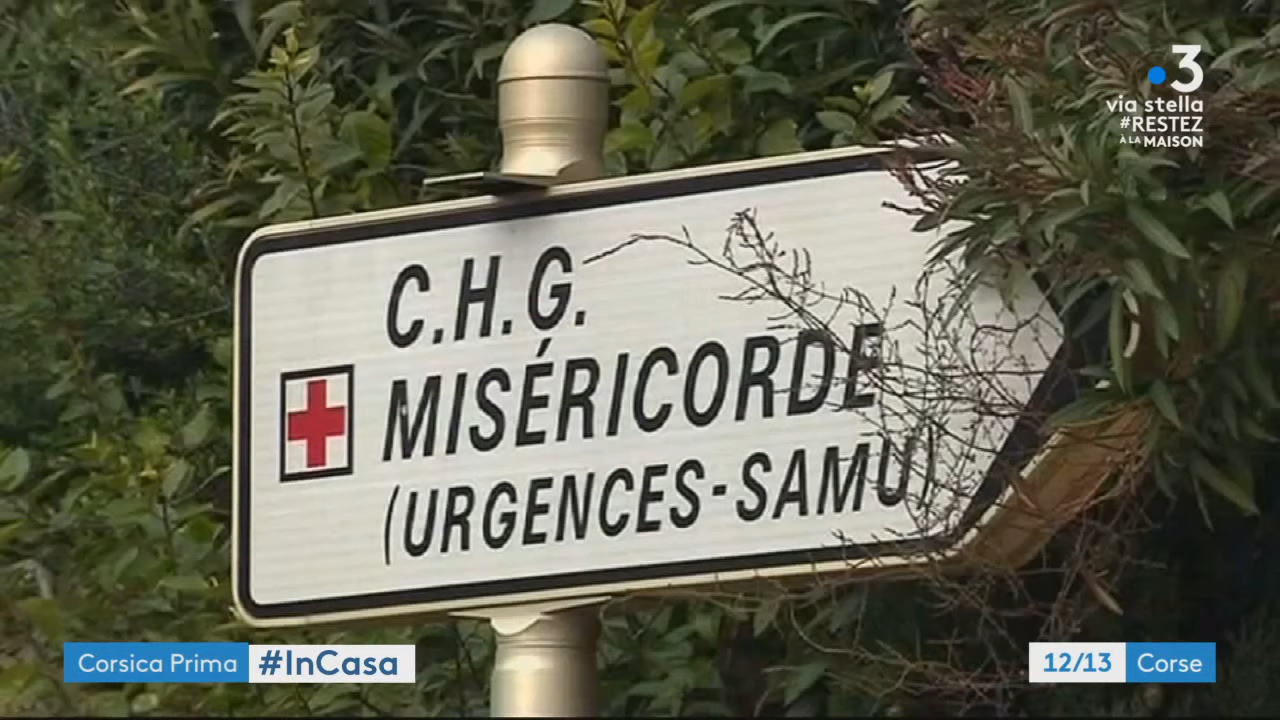 3
via stella
#RESTEZ
À LA MAISON
C.H.G.
MISÉRICORDE
(URGENCES-SAMU)
Corsica Prima #InCasa
12/13 Corse